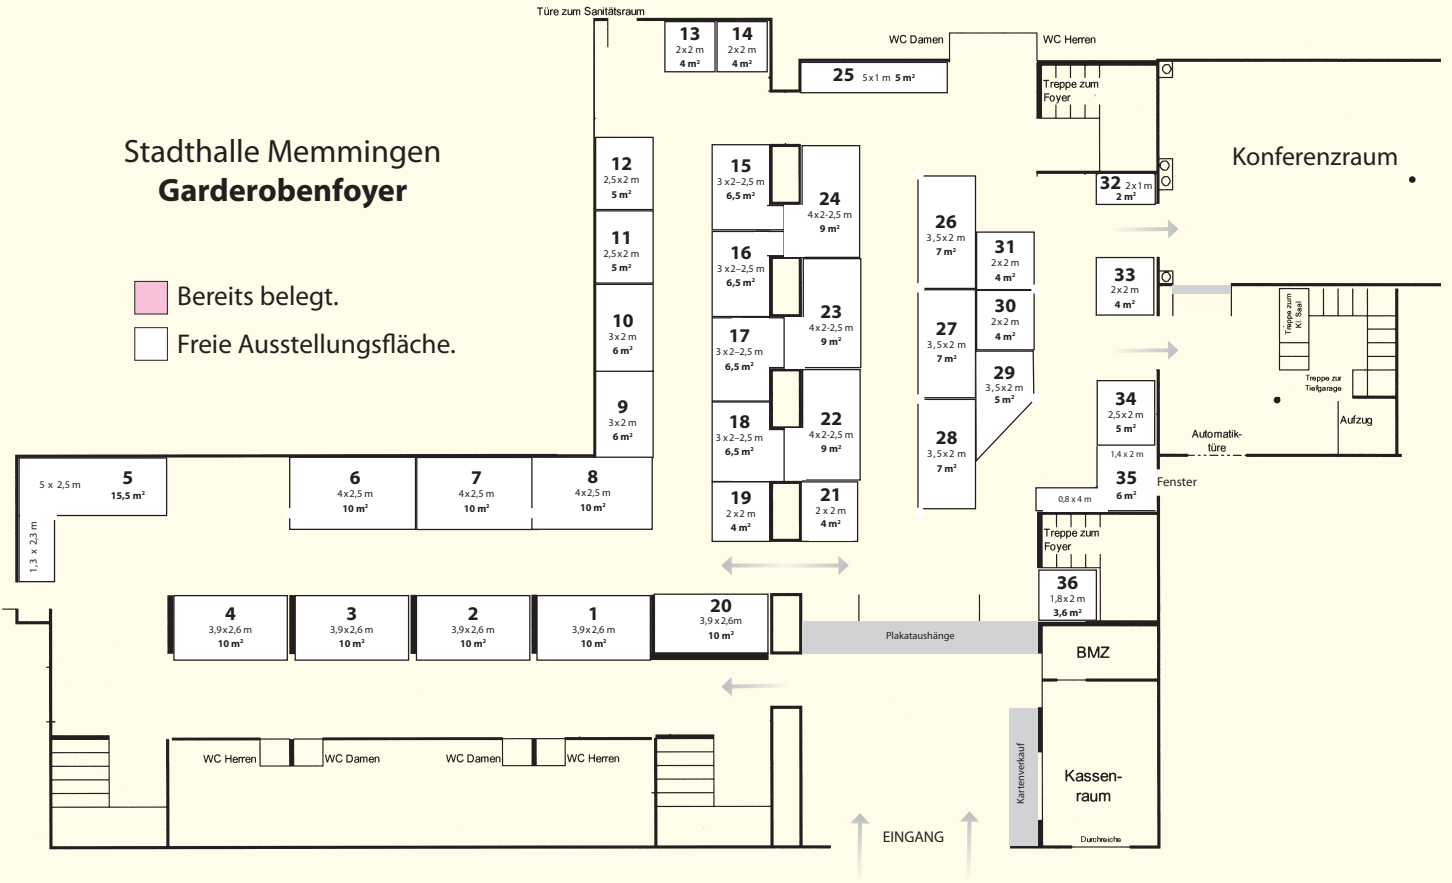 Türe zum Sanitätsraum
13
2x2 m
4 m²
14
2x2 m
4 m²
WC Damen
WC Herren
25 5x1 m 5 m²
Treppe zum
Foyer
Konferenzraum
Stadthalle Memmingen
Garderobenfoyer
Bereits belegt.
Freie Ausstellungsfläche.
12
2,5x2 m
5 m²
11
2,5x2 m
5 m²
10
3x2 m
6 m²
9
3x2 m
6 m²
15
3 x2–2,5 m
6,5 m²
16
3 x2–2,5 m
6,5 m²
17
3 x2–2,5 m
6,5 m²
18
3 x2–2,5 m
6,5 m²
19
2x2 m
4 m²
24
4x2-2,5 m
9 m²
23
4x2-2,5 m
9 m²
22
4x2-2,5 m
9 m²
21
2x2 m
4 m²
26
3,5x2 m
7 m²
27
3,5x2 m
7 m²
28
3,5x2 m
7 m²
31
2x2 m
4 m²
30
2x2 m
4 m²
29
3,5x2 m
5 m²
32 2x1m
2 m²
33
2x2 m
4 m²
34
2,5x2 m
5 m²
1,4 x 2 m
35
6 m²
0,8 x 4 m
Fenster
Treppe zum
Kl. Saal
Treppe zur
Tiefgarage
Aufzug
Automatik-
türe
5 x 2,5 m
5
15,5 m²
1,3 x 2,3 m
6
4x2,5 m
10 m²
7
4x2,5 m
10 m²
8
4x2,5 m
10 m²
Treppe zum
Foyer
36
1,8x2 m
3,6 m²
4
3,9x2,6 m
10 m²
3
3,9x2,6 m
10 m²
2
3,9x2,6 m
10 m²
1
3,9x2,6 m
10 m²
20
3,9 x2,6m
10 m²
Plakataushänge
BMZ
WC Herren
WC Damen
WC Damen
WC Herren
Kartenverkauf
Kassen-
raum
EINGANG
Durchreiche